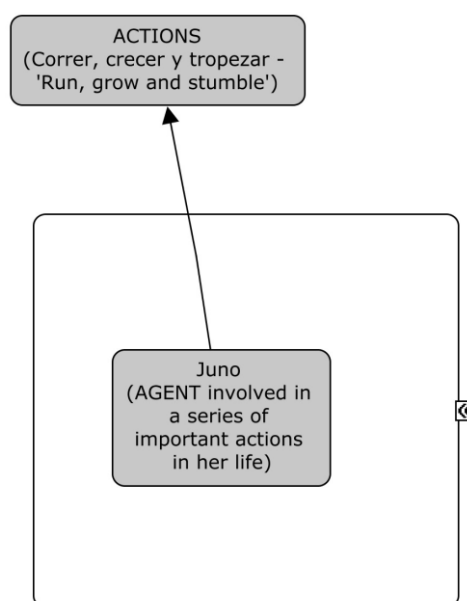 ACTIONS
(Correr, crecer y tropezar -
'Run, grow and stumble')
Juno
(AGENT involved in
a series of
important actions
in her life)